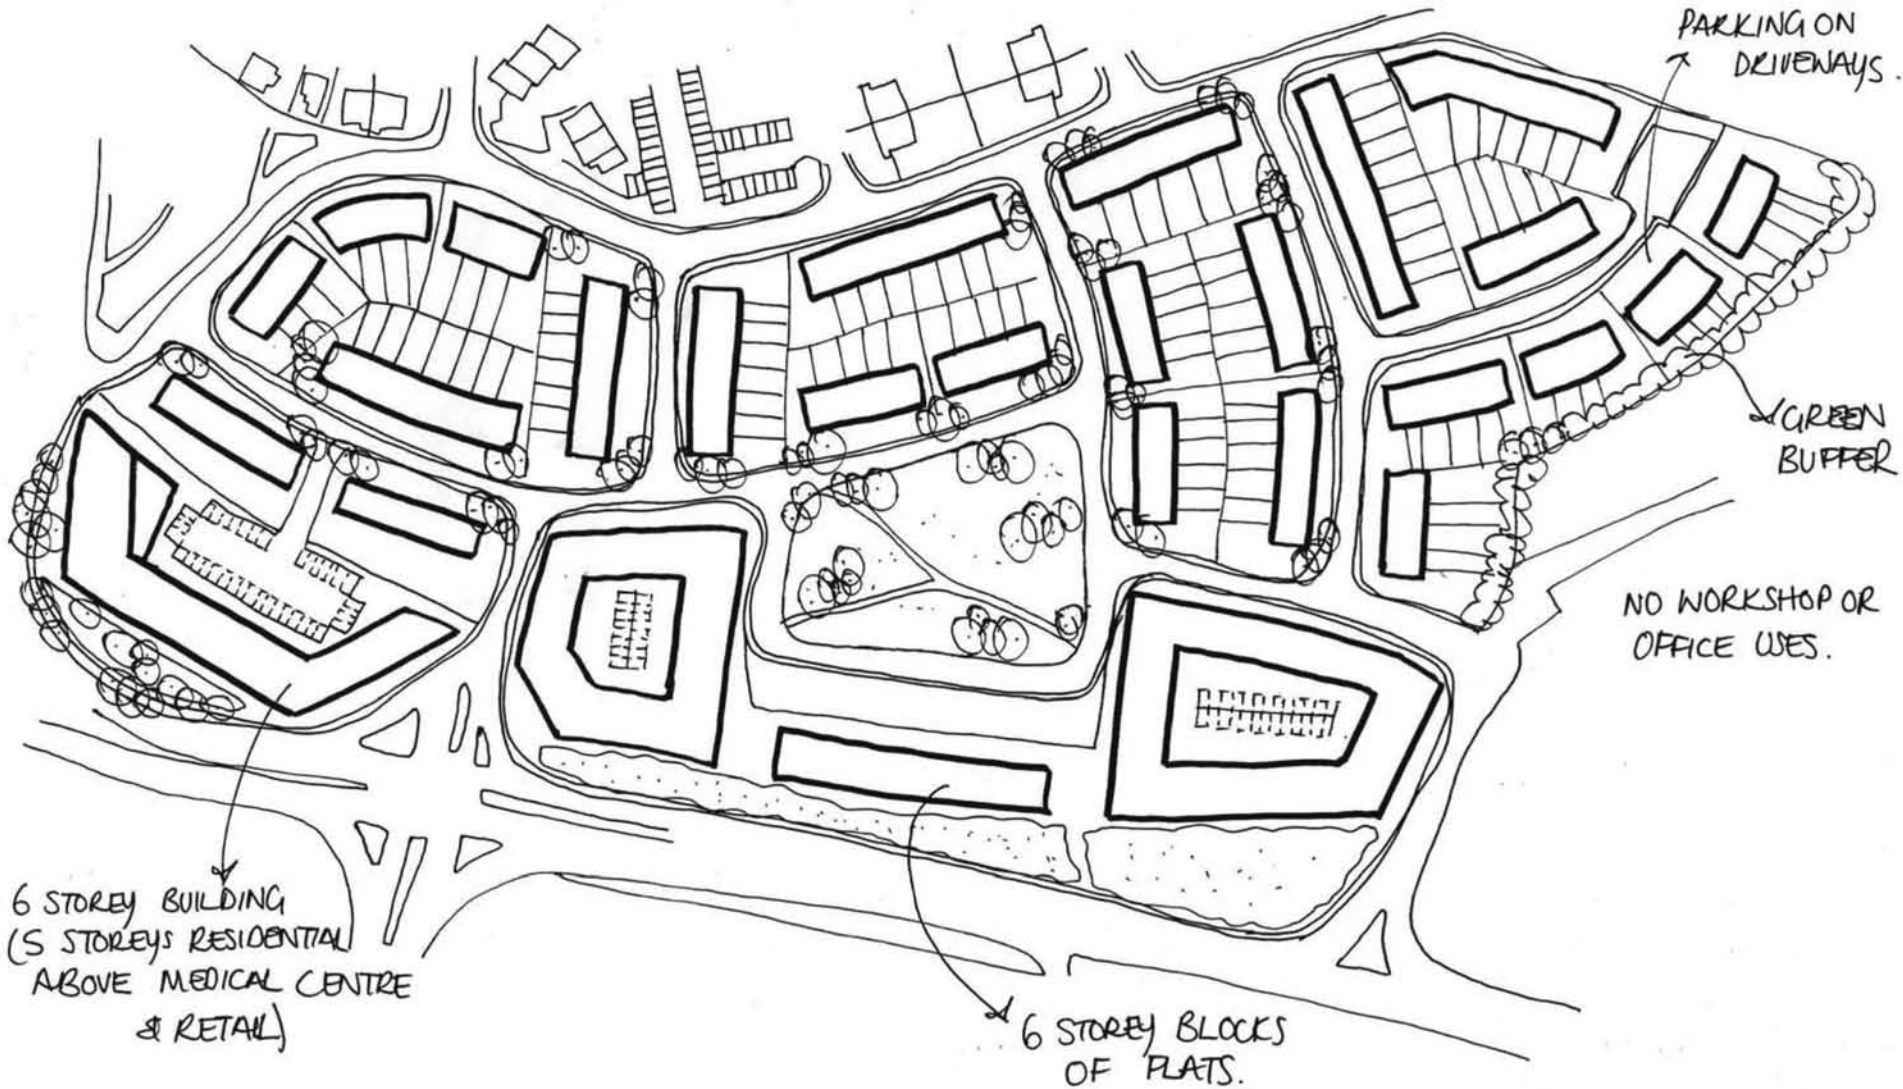 PARKING ON
DRIVEWAYS.
GREEN
BUFFER
NO WORKSHOP OR
OFFICE USES.
6 STOREY BUILDING
(5 STOREYS RESIDENTIAL
ABOVE MEDICAL CENTRE
& RETAIL)
6 STOREY BLOCKS
OF FLATS.